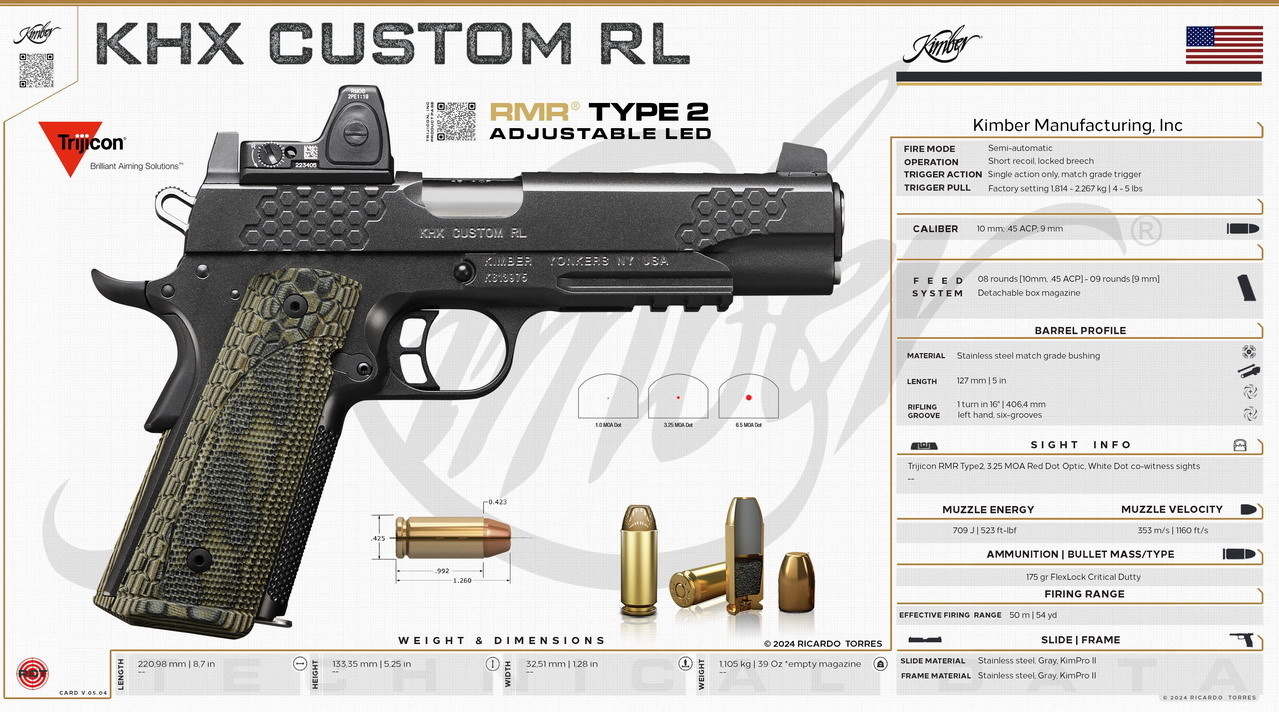 Kimber
KHX CUSTOM RL
Kimber
Trijicon®
Brilliant Aiming Solutions™
RMR® TYPE 2
ADJUSTABLE LED
TRIJICON, INC
PRODUCT PAGE
RM06
2PE1:19
223405
KHX CUSTOM RL
KIMBER YONKERS NY USA
K613975
1.0 MOA Dot
3.25 MOA Dot
6.5 MOA Dot
0.423
.425
.992
1.260
Kimber Manufacturing, Inc
FIRE MODE Semi-automatic
OPERATION Short recoil, locked breech
TRIGGER ACTION Single action only, match grade trigger
TRIGGER PULL Factory setting 1.814 - 2.267 kg | 4 - 5 lbs
CALIBER 10 mm, .45 ACP, 9 mm
FEED SYSTEM 08 rounds [10mm, .45 ACP] - 09 rounds [9 mm]
Detachable box magazine
BARREL PROFILE
MATERIAL Stainless steel match grade bushing
LENGTH 127 mm | 5 in
RIFLING GROOVE 1 turn in 16" | 406,4 mm
left hand, six-grooves
SIGHT INFO
Trijicon RMR Type2, 3.25 MOA Red Dot Optic, White Dot co-witness sights
--
MUZZLE ENERGY MUZZLE VELOCITY
709 J | 523 ft-lbf 353 m/s | 1160 ft/s
AMMUNITION | BULLET MASS/TYPE
175 gr FlexLock Critical Dutty
FIRING RANGE
EFFECTIVE FIRING RANGE 50 m | 54 yd
SLIDE | FRAME
SLIDE MATERIAL Stainless steel, Gray, KimPro II
FRAME MATERIAL Stainless steel, Gray, KimPro II
© 2024 RICARDO TORRES
WEIGHT & DIMENSIONS
© 2024 RICARDO TORRES
LENGTH 220,98 mm | 8,7 in
--
HEIGHT 133,35 mm | 5.25 in
--
WIDTH 32.51 mm | 1.28 in
--
WEIGHT 1.105 kg | 39 Oz *empty magazine
--
TECHNICAL DATA
RDT
CARD V 05.04